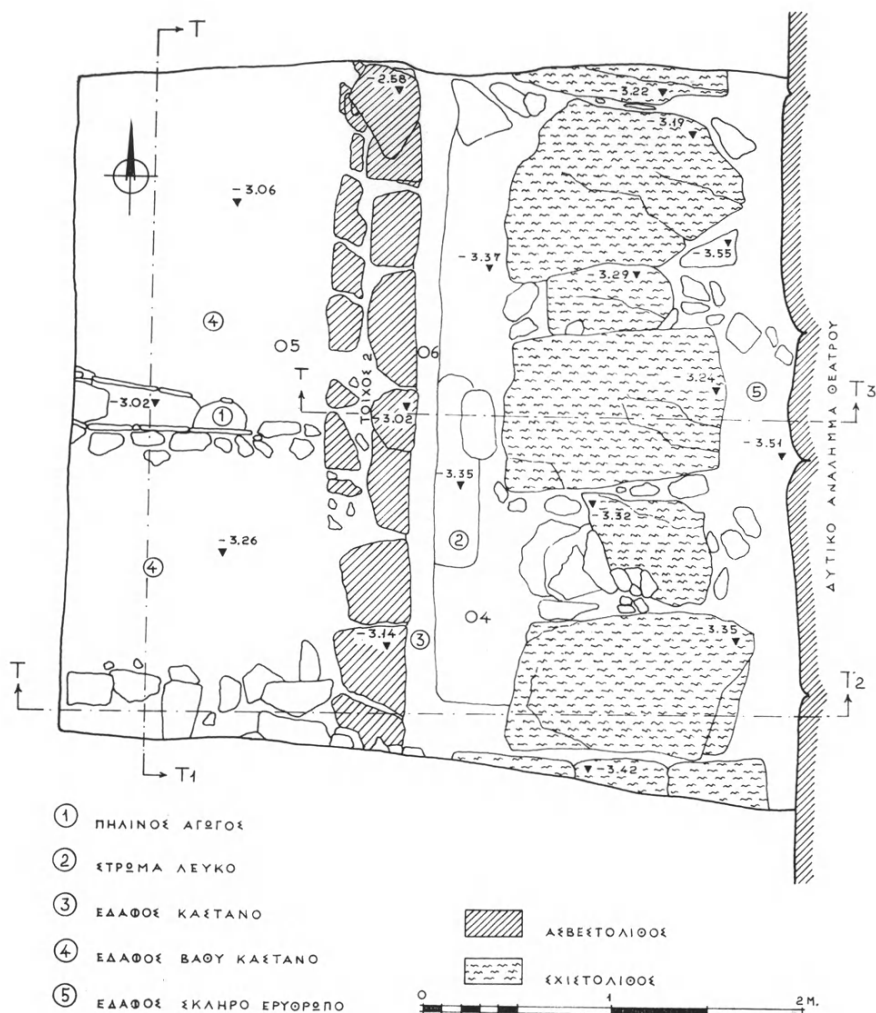 T
-2.58
-3.22
-3.19
-3.06
-3.37
-3.55
3.29
④
○5
○6
T
ΤΟΙΧΟΣ 2
3.24
⑤
T3
-3.02
①
-3.02
-3.51
ΔΥΤΙΚΟ ΑΝΑΛΗΜΜΑ ΘΕΑΤΡΟΥ
-3.35
-3.32
②
-3.26
④
○4
-3.14
③
3.35
T
T2
T1
-3.42
① ΠΗΛΙΝΟΣ ΑΓΩΓΟΣ
② ΣΤΡΩΜΑ ΛΕΥΚΟ
③ ΕΔΑΦΟΣ ΚΑΣΤΑΝΟ
④ ΕΔΑΦΟΣ ΒΑΘΥ ΚΑΣΤΑΝΟ
⑤ ΕΔΑΦΟΣ ΣΚΛΗΡΟ ΕΡΥΘΡΩΠΟ
ΑΣΒΕΣΤΟΛΙΘΟΣ
ΣΧΙΣΤΟΛΙΘΟΣ
0 1 2 Μ.